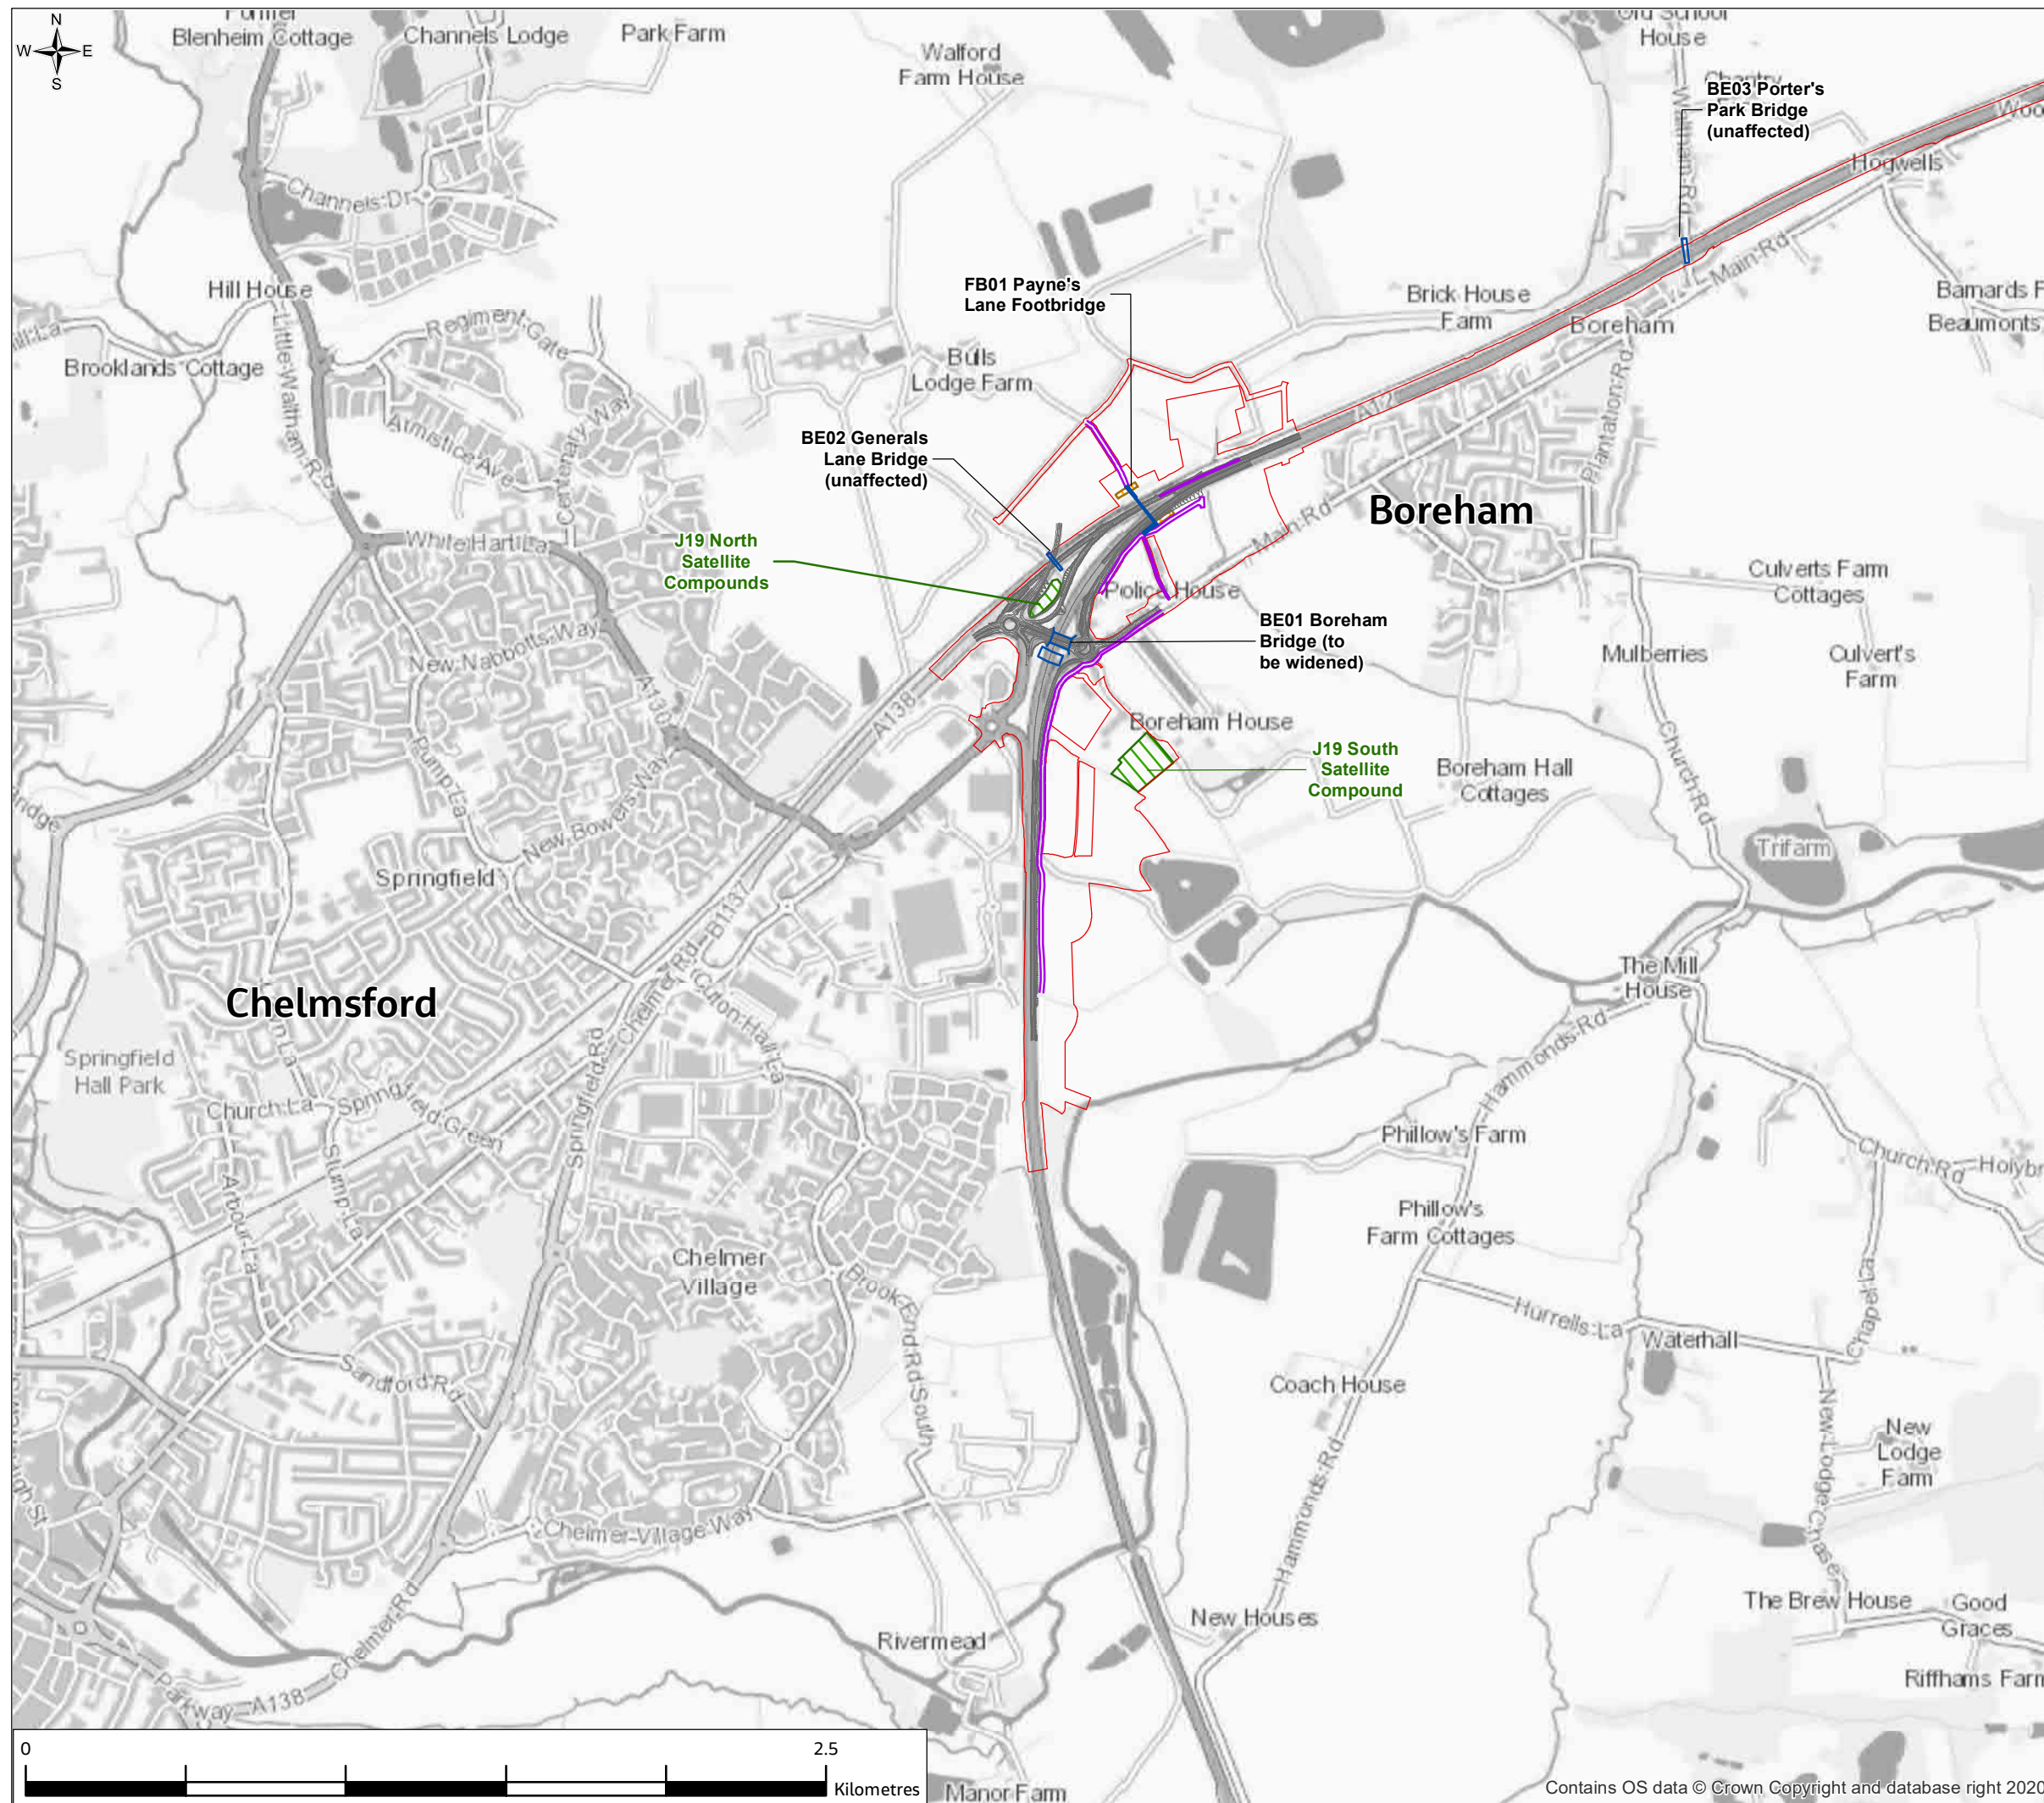 N
W
E
S
Blenheim Cottage
Channels Lodge
Park Farm
Walford
Farm House
Old School
House
Chantry
BE03 Porter's
Park Bridge
(unaffected)
Waltham Rd
Hogwells
Channels Dr
Hill House
Little Waltham Rd
Regiment Gate
Brooklands Cottage
FB01 Payne's
Lane Footbridge
Brick House
Farm
Boreham
L Main Rd
Barnards F
Beaumonts
Bulls
Lodge Farm
Armistice Ave
Centenary Way
BE02 Generals
Lane Bridge
(unaffected)
A12
Plantation Rd
Boreham
Main Rd
White Hart La
J19 North
Satellite
Compounds
Police House
Culverts Farm
Cottages
BE01 Boreham
Bridge (to
be widened)
Mulberries
Culvert's
Farm
New Nabbotts Way
A130
A138
Boreham House
J19 South
Satellite
Compound
Boreham Hall
Cottages
Church Rd
Pump La
New Bowers Way
Trifarm
Springfield
B1137
Chelmer Rd
Cuton Hall La
Chelmsford
The Mill
House
Springfield
Hall Park
Hammonds Rd
Church La
Springfield Green
Springfield Rd
Stump La
Arbour La
Phillow's Farm
Church Rd
Holybr
Phillow's
Farm Cottages
Chelmer
Village
Brook End Rd South
Hurrells La
Waterhall
Chapel La
Sandford Rd
Coach House
New Lodge Chase
New
Lodge
Farm
Hammonds Rd
Chelmer Village Way
The Brew House
Good
Graces
New Houses
Rivermead
Chelmer Rd
Parkway
A138
Riffhams Farm
0
2.5
Kilometres
Manor Farm
Contains OS data © Crown Copyright and database right 2020